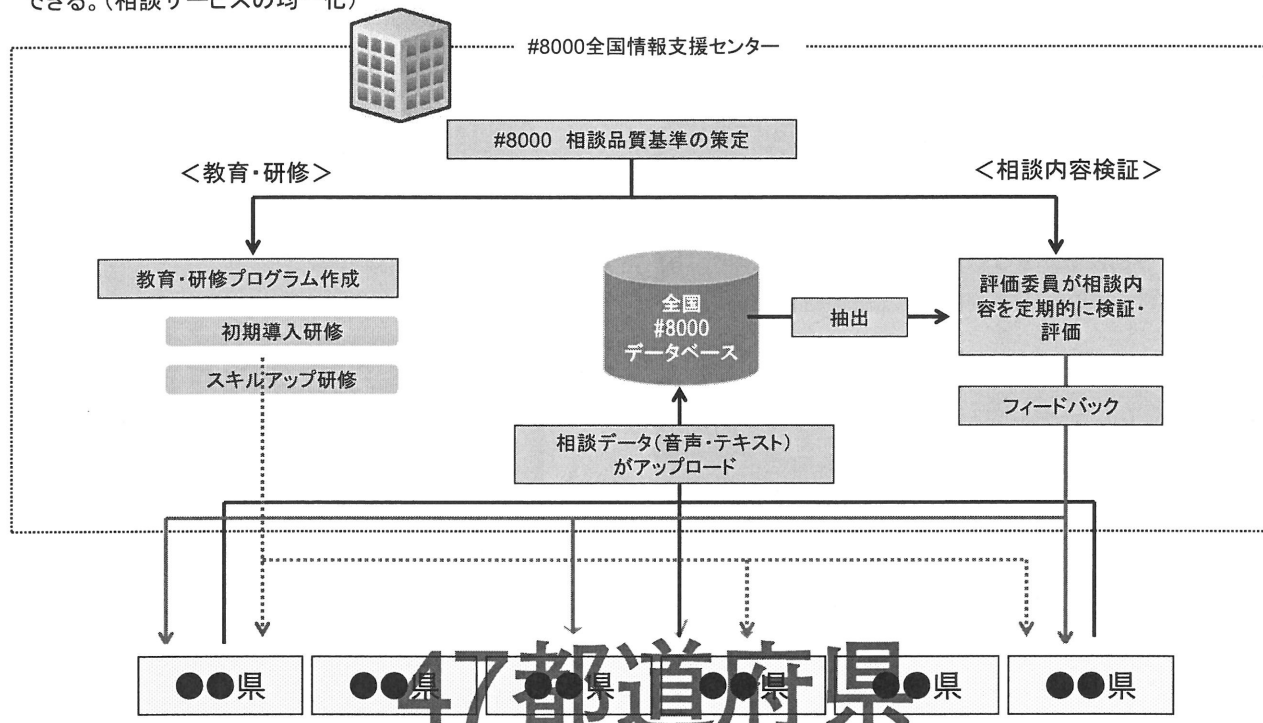 できる。(相談サービスの均一化)
#8000全国情報支援センター
#8000 相談品質基準の策定
＜教育・研修＞
＜相談内容検証＞
教育・研修プログラム作成
初期導入研修
スキルアップ研修
全国
#8000
データベース
抽出
評価委員が相談内
容を定期的に検証・
評価
フィードバック
相談データ(音声・テキスト)
がアップロード
47都道府県
●●県
●●県
●●県
●●県
●●県
●●県